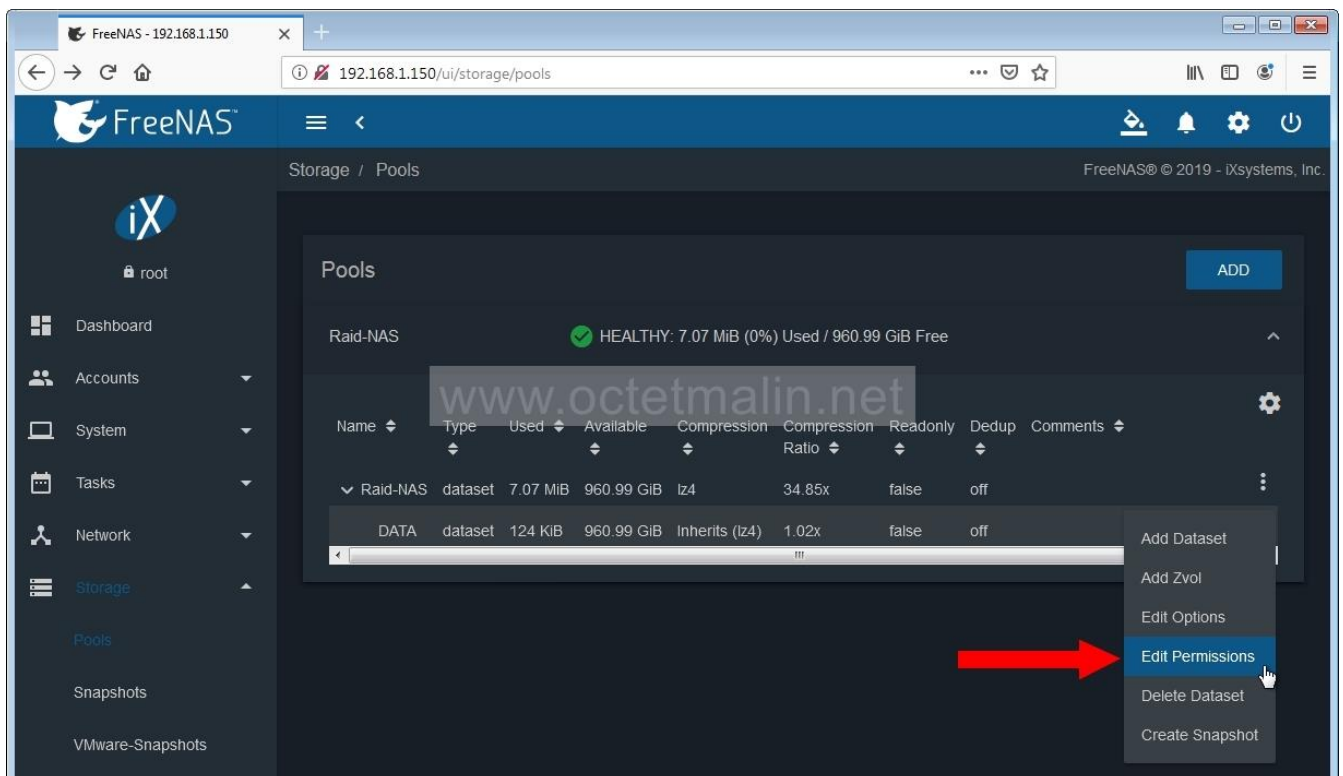 FreeNAS - 192.168.1.150
192.168.1.150/ui/storage/pools
FreeNAS™
Storage / Pools
FreeNAS® © 2019 - iXsystems, Inc.
iX
root
Pools
ADD
Dashboard
Raid-NAS
HEALTHY: 7.07 MiB (0%) Used / 960.99 GiB Free
Accounts
www.octetmalin.net
System
Name Type Used Available Compression Compression Readonly Dedup Comments
Ratio
Tasks
Raid-NAS dataset 7.07 MiB 960.99 GiB lz4 34.85x false off
Network
DATA dataset 124 KiB 960.99 GiB Inherits (lz4) 1.02x false off
Add Dataset
Add Zvol
Edit Options
Edit Permissions
Delete Dataset
Create Snapshot
Storage
Pools
Snapshots
VMware-Snapshots